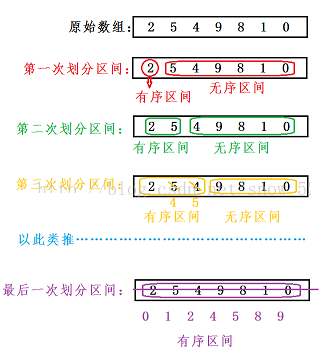 原始数组： 2 5 4 9 8 1 0
第一次划分区间： 2 5 4 9 8 1 0
有序区间 无序区间
第二次划分区间： 2 5 4 9 8 1 0
有序区间 无序区间
第三次划分区间： 2 5 4 9 8 1 0
4 5
有序区间 无序区间
以此类推………………………………………
最后一次划分区间： 2 5 4 9 8 1 0
0 1 2 4 5 8 9
有序区间